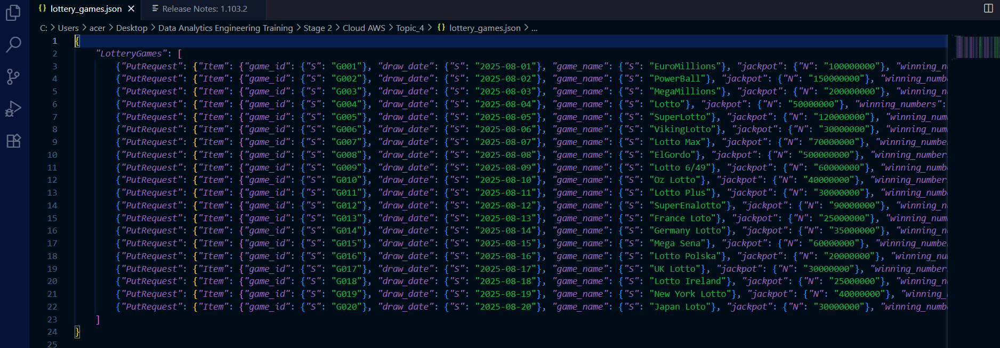 lottery_games.json Release Notes: 1.103.2
C: > Users > acer > Desktop > Data Analytics Engineering Training > Stage 2 > Cloud AWS > Topic_4 > {} lottery_games.json > ...
1 {
2 "LotteryGames": [
3 {"PutRequest": {"Item": {"game_id": {"S": "G001"}, "draw_date": {"S": "2025-08-01"}, "game_name": {"S": "EuroMillions"}, "jackpot": {"N": "100000000"}, "winning_nu
4 {"PutRequest": {"Item": {"game_id": {"S": "G002"}, "draw_date": {"S": "2025-08-02"}, "game_name": {"S": "PowerBall"}, "jackpot": {"N": "150000000"}, "winning_numb
5 {"PutRequest": {"Item": {"game_id": {"S": "G003"}, "draw_date": {"S": "2025-08-03"}, "game_name": {"S": "MegaMillions"}, "jackpot": {"N": "200000000"}, "winning_nu
6 {"PutRequest": {"Item": {"game_id": {"S": "G004"}, "draw_date": {"S": "2025-08-04"}, "game_name": {"S": "Lotto"}, "jackpot": {"N": "50000000"}, "winning_numbers":
7 {"PutRequest": {"Item": {"game_id": {"S": "G005"}, "draw_date": {"S": "2025-08-05"}, "game_name": {"S": "SuperLotto"}, "jackpot": {"N": "120000000"}, "winning_num
8 {"PutRequest": {"Item": {"game_id": {"S": "G006"}, "draw_date": {"S": "2025-08-06"}, "game_name": {"S": "VikingLotto"}, "jackpot": {"N": "30000000"}, "winning_num
9 {"PutRequest": {"Item": {"game_id": {"S": "G007"}, "draw_date": {"S": "2025-08-07"}, "game_name": {"S": "Lotto Max"}, "jackpot": {"N": "70000000"}, "winning_numbe
10 {"PutRequest": {"Item": {"game_id": {"S": "G008"}, "draw_date": {"S": "2025-08-08"}, "game_name": {"S": "ElGordo"}, "jackpot": {"N": "500000000"}, "winning_number
11 {"PutRequest": {"Item": {"game_id": {"S": "G009"}, "draw_date": {"S": "2025-08-09"}, "game_name": {"S": "Lotto 6/49"}, "jackpot": {"N": "60000000"}, "winning_numb
12 {"PutRequest": {"Item": {"game_id": {"S": "G010"}, "draw_date": {"S": "2025-08-10"}, "game_name": {"S": "Oz Lotto"}, "jackpot": {"N": "40000000"}, "winning_number
13 {"PutRequest": {"Item": {"game_id": {"S": "G011"}, "draw_date": {"S": "2025-08-11"}, "game_name": {"S": "Lotto Plus"}, "jackpot": {"N": "30000000"}, "winning_numb
14 {"PutRequest": {"Item": {"game_id": {"S": "G012"}, "draw_date": {"S": "2025-08-12"}, "game_name": {"S": "SuperEnalotto"}, "jackpot": {"N": "90000000"}, "winning_nu
15 {"PutRequest": {"Item": {"game_id": {"S": "G013"}, "draw_date": {"S": "2025-08-13"}, "game_name": {"S": "France Loto"}, "jackpot": {"N": "25000000"}, "winning_num
16 {"PutRequest": {"Item": {"game_id": {"S": "G014"}, "draw_date": {"S": "2025-08-14"}, "game_name": {"S": "Germany Lotto"}, "jackpot": {"N": "35000000"}, "winning_nu
17 {"PutRequest": {"Item": {"game_id": {"S": "G015"}, "draw_date": {"S": "2025-08-15"}, "game_name": {"S": "Mega Sena"}, "jackpot": {"N": "60000000"}, "winning_numbe
18 {"PutRequest": {"Item": {"game_id": {"S": "G016"}, "draw_date": {"S": "2025-08-16"}, "game_name": {"S": "Lotto Polska"}, "jackpot": {"N": "20000000"}, "winning_nu
19 {"PutRequest": {"Item": {"game_id": {"S": "G017"}, "draw_date": {"S": "2025-08-17"}, "game_name": {"S": "UK Lotto"}, "jackpot": {"N": "30000000"}, "winning_number
20 {"PutRequest": {"Item": {"game_id": {"S": "G018"}, "draw_date": {"S": "2025-08-18"}, "game_name": {"S": "Lotto Ireland"}, "jackpot": {"N": "25000000"}, "winning_n
21 {"PutRequest": {"Item": {"game_id": {"S": "G019"}, "draw_date": {"S": "2025-08-19"}, "game_name": {"S": "New York Lotto"}, "jackpot": {"N": "40000000"}, "winning_
22 {"PutRequest": {"Item": {"game_id": {"S": "G020"}, "draw_date": {"S": "2025-08-20"}, "game_name": {"S": "Japan Loto"}, "jackpot": {"N": "30000000"}, "winning_numb
23 ]
24 }
25